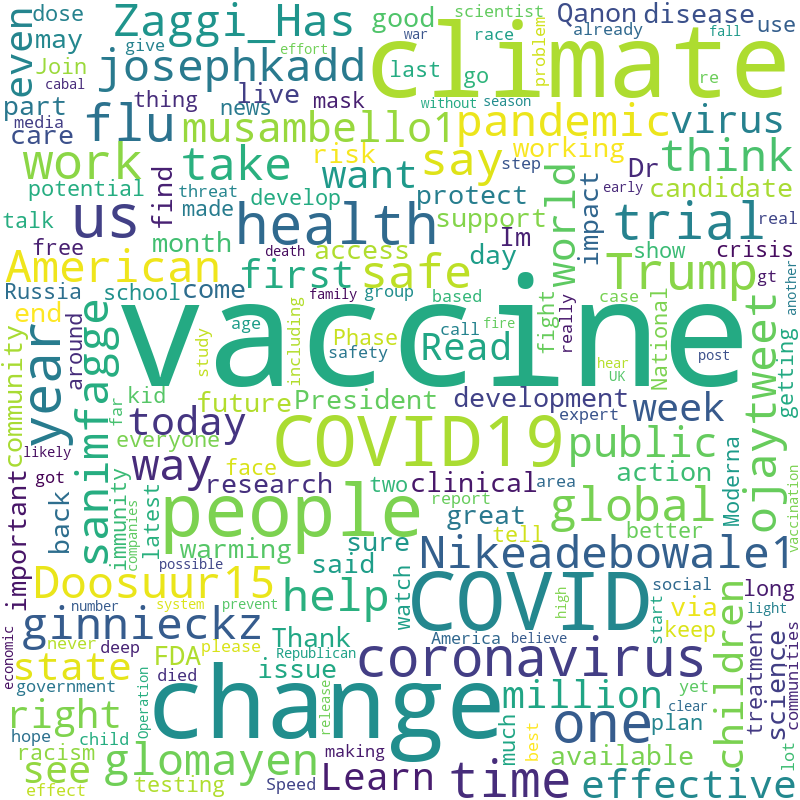 Zaggi_Has
scientist
Qanon
disease
dose
give
effort
climate
good
war
race
already
use
may
even
Join
cabal
josephkadd
last
go
re
fall
problem
part
thing
live
news
mask
without
season
media
care
flu
musambello1
pandemic
virus
work
take
want
risk
say
working
step
Dr
think
potential
threat
develop
find
protect
candidate
talk
made
us
month
health
support
world
impact
trial
early
real
free
death
access
Im
day
show
crisis
American
first
safe
Trump
gt
another
Russia
school
come
family
group
based
case
end
age
vaccine
call
fire
really
fight
National
getting
year
around
sanimfagge
study
including
Phase
safety
Read
hear
UK
post
ojaytweet
community
kid
future
President
development
week
far
today
COVID19
expert
everyone
likely
got
way
face
public
important
back
immunity
latest
research
two
clinical
area
action
Moderna
companies
people
report
great
global
better
vaccination
warming
sure
tell
possible
said
Nikeadebowale1
Doosuur15
help
watch
COVID
social
number
system
prevent
light
economic
ginnieckz
America
believe
high
start
via
long
never
deep
Thank
keep
children
treatment
science
communities
state
FDA
please
Republican
coronavirus
government
died
issue
change
million
yet
clear
right
Operation
release
one
plan
hope
child
much
best
racism
see
glomayen
making
available
lot
effect
testing
Speed
Learn
time
effective